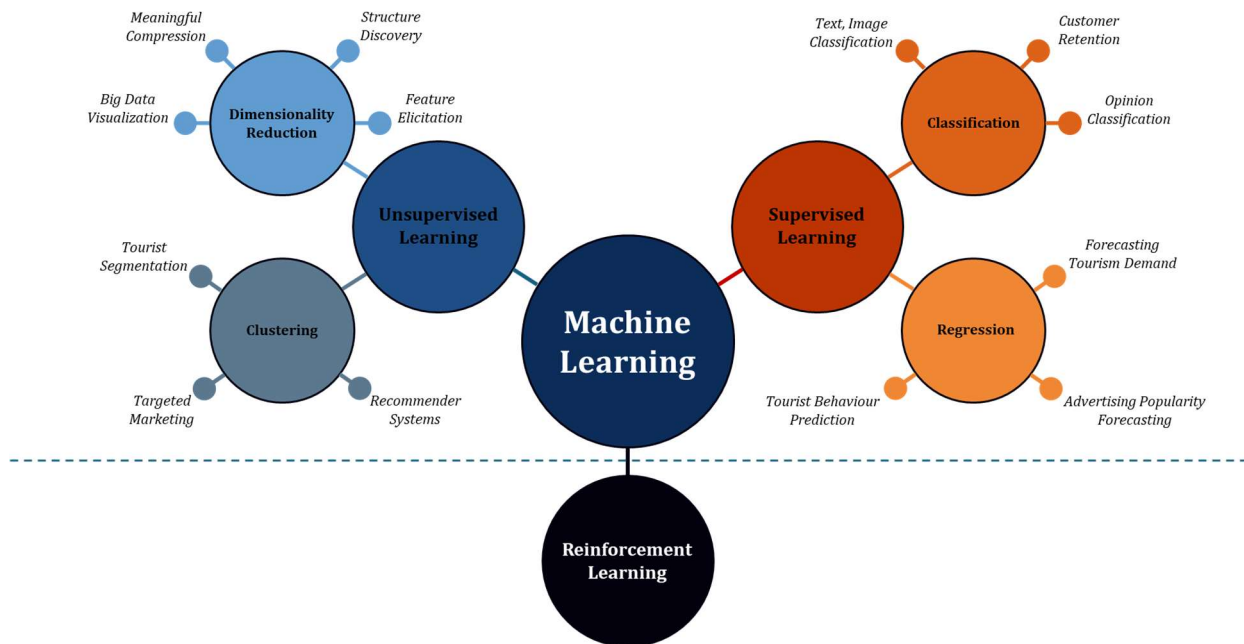 Meaningful
Compression
Structure
Discovery
Big Data
Visualization
Feature
Elicitation
Dimensionality
Reduction
Unsupervised
Learning
Tourist
Segmentation
Clustering
Targeted
Marketing
Recommender
Systems
Machine
Learning
Text, Image
Classification
Customer
Retention
Opinion
Classification
Classification
Supervised
Learning
Forecasting
Tourism Demand
Regression
Tourist Behaviour
Prediction
Advertising Popularity
Forecasting
Reinforcement
Learning